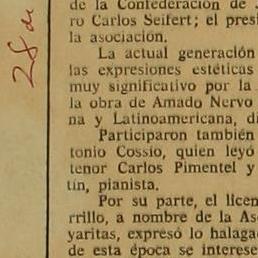 de la Confederación de
ro Carlos Seifert; el presi
la asociación.
La actual generación
las expresiones estéticas
muy significativo por la
la obra de Amado Nervo
na y Latinoamericana, di
Participaron también
tonio Cossio, quien leyó
tenor Carlos Pimentel y
tín, pianista.
Por su parte, el licen
rrillo, a nombre de la As
yaritas, expresó lo halaga
de esta época se interese
28 de